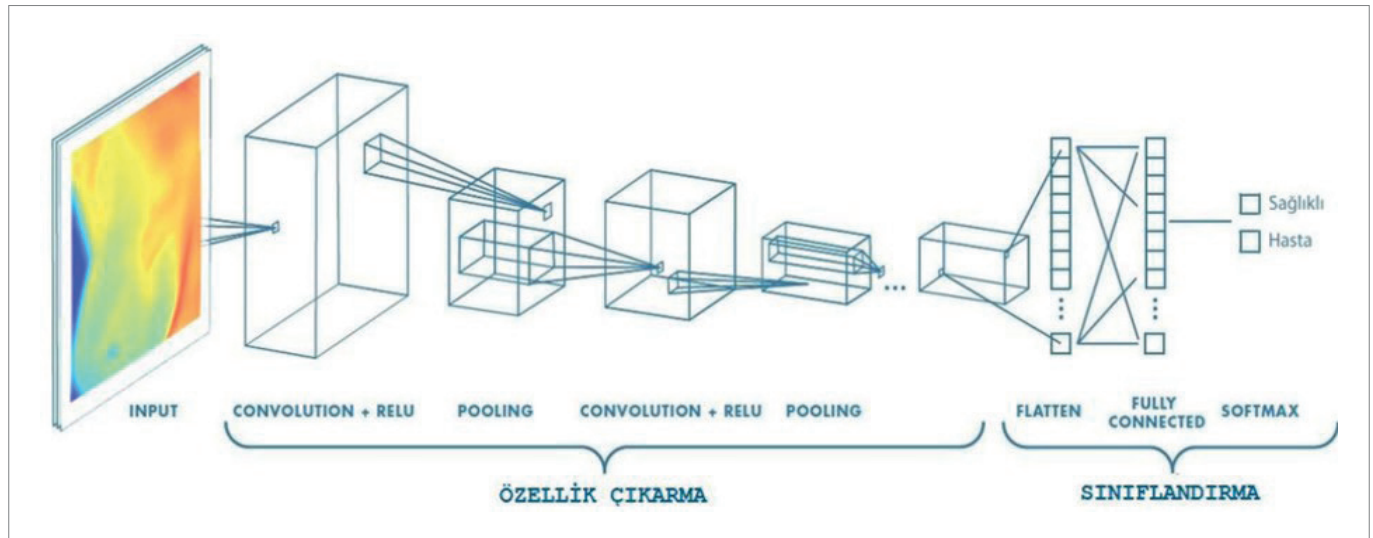 Sağlıklı
Hasta
INPUT
CONVOLUTION + RELU
POOLING
CONVOLUTION + RELU
POOLING
...
FLATTEN
FULLY
CONNECTED
SOFTMAX
ÖZELLİK ÇIKARMA
SINIFLANDIRMA